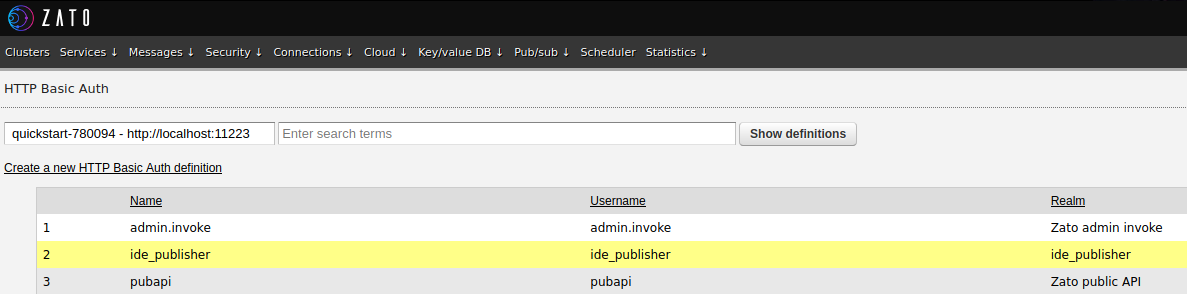 ZATO
Clusters Services ↓ Messages ↓ Security ↓ Connections ↓ Cloud ↓ Key/value DB ↓ Pub/sub ↓ Scheduler Statistics ↓
HTTP Basic Auth
quickstart-780094 - http://localhost:11223 Enter search terms Show definitions
Create a new HTTP Basic Auth definition
Name Username Realm
1 admin.invoke admin.invoke Zato admin invoke
2 ide_publisher ide_publisher ide_publisher
3 pubapi pubapi Zato public API